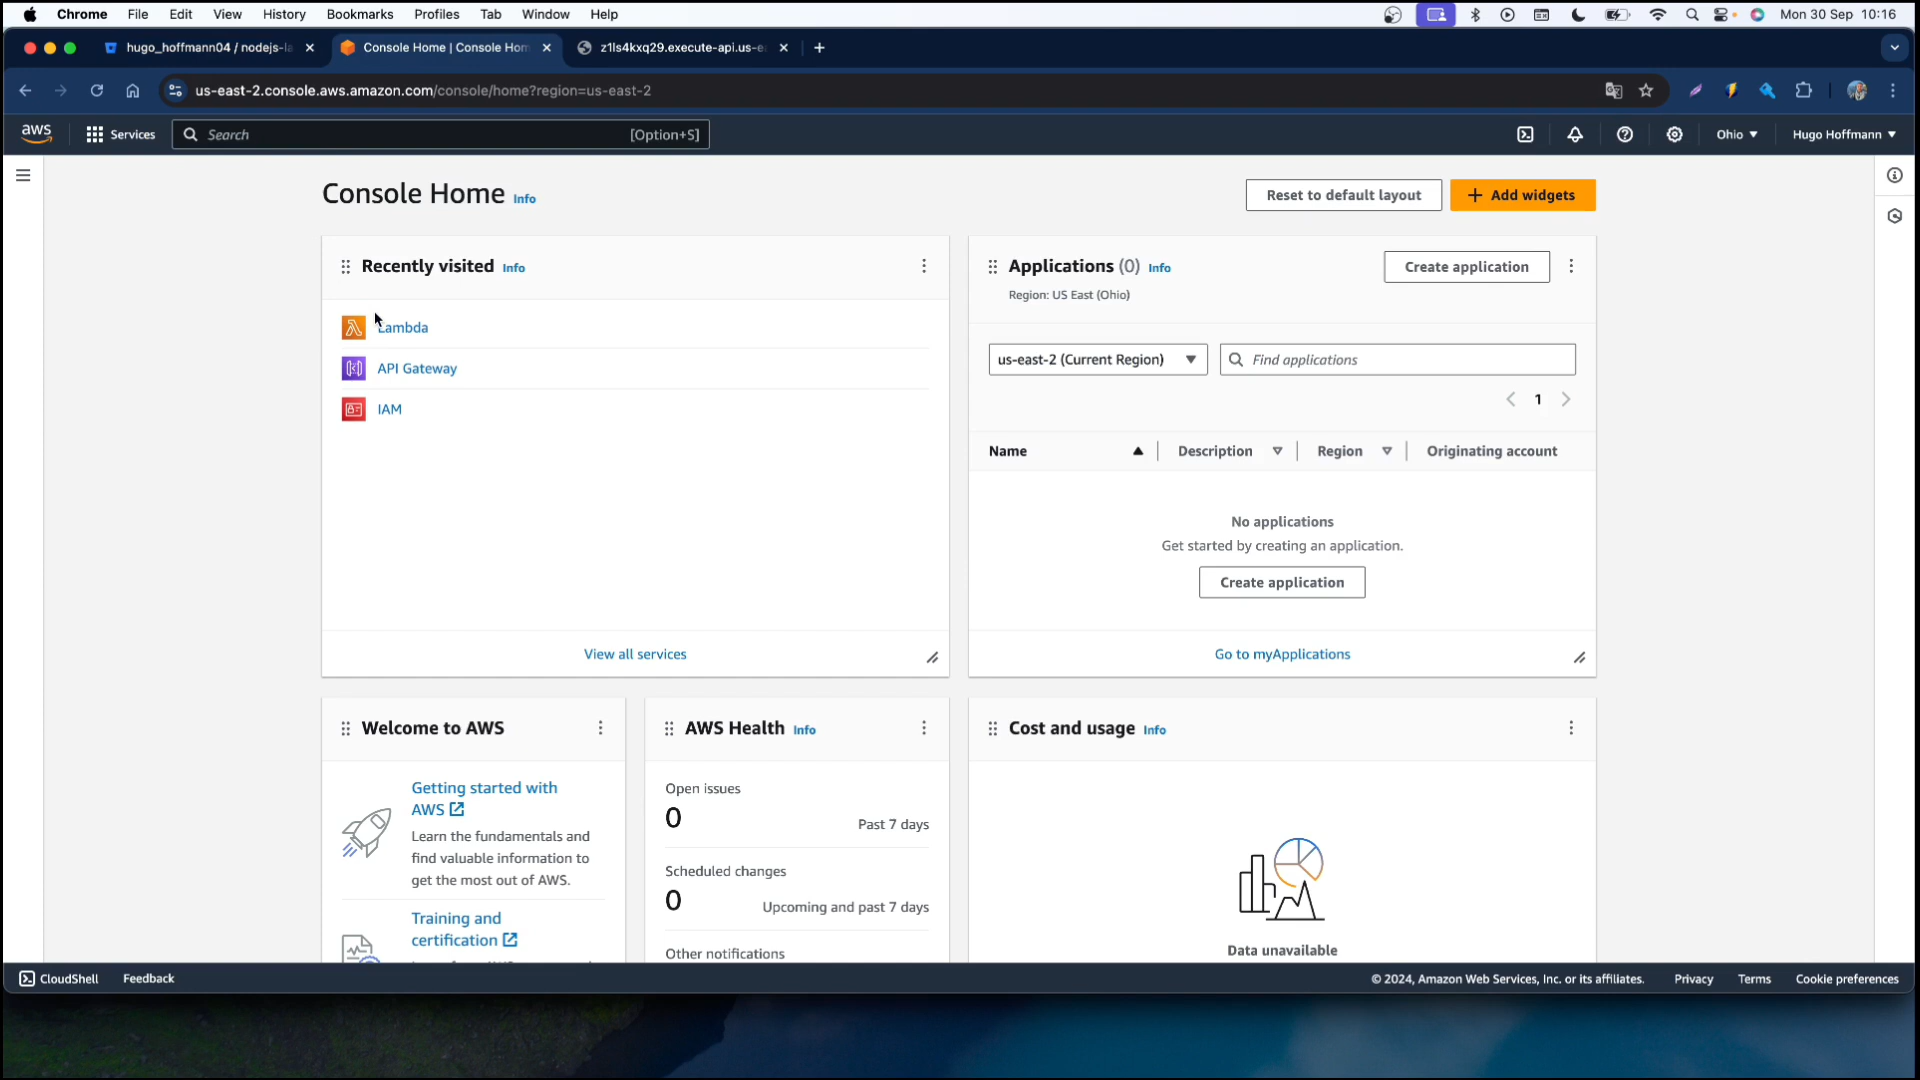 Chrome File Edit View History Bookmarks Profiles Tab Window Help
Mon 30 Sep 10:16
hugo_hoffmann04 / nodejs-la
Console Home | Console Hom
z1ls4kxq29.execute-api.us-ea
us-east-2.console.aws.amazon.com/console/home?region=us-east-2
aws
Services
Search
[Option+S]
Ohio
Hugo Hoffmann
Console Home Info
Reset to default layout
Add widgets
Recently visited Info
Lambda
API Gateway
IAM
View all services
Applications (0) Info
Region: US East (Ohio)
Create application
us-east-2 (Current Region)
Find applications
1
Name Description Region Originating account
No applications
Get started by creating an application.
Create application
Go to myApplications
Welcome to AWS
Getting started with
AWS
Learn the fundamentals and
find valuable information to
get the most out of AWS.
Training and
certification
AWS Health Info
Open issues
0
Past 7 days
Scheduled changes
0
Upcoming and past 7 days
Other notifications
Cost and usage Info
Data unavailable
CloudShell
Feedback
© 2024, Amazon Web Services, Inc. or its affiliates.
Privacy
Terms
Cookie preferences